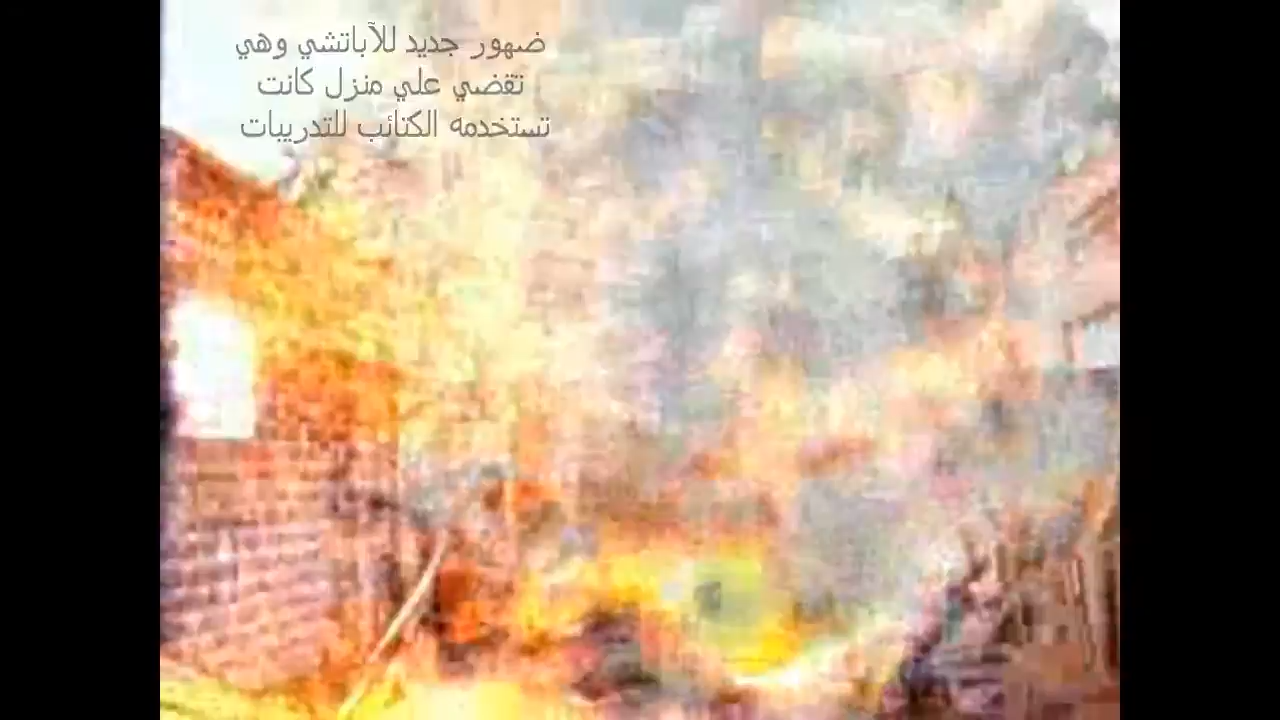 ضهور جديد للآباتشي وهي
تقضي علي منزل كانت
تستخدمه الكتائب للتدريبات